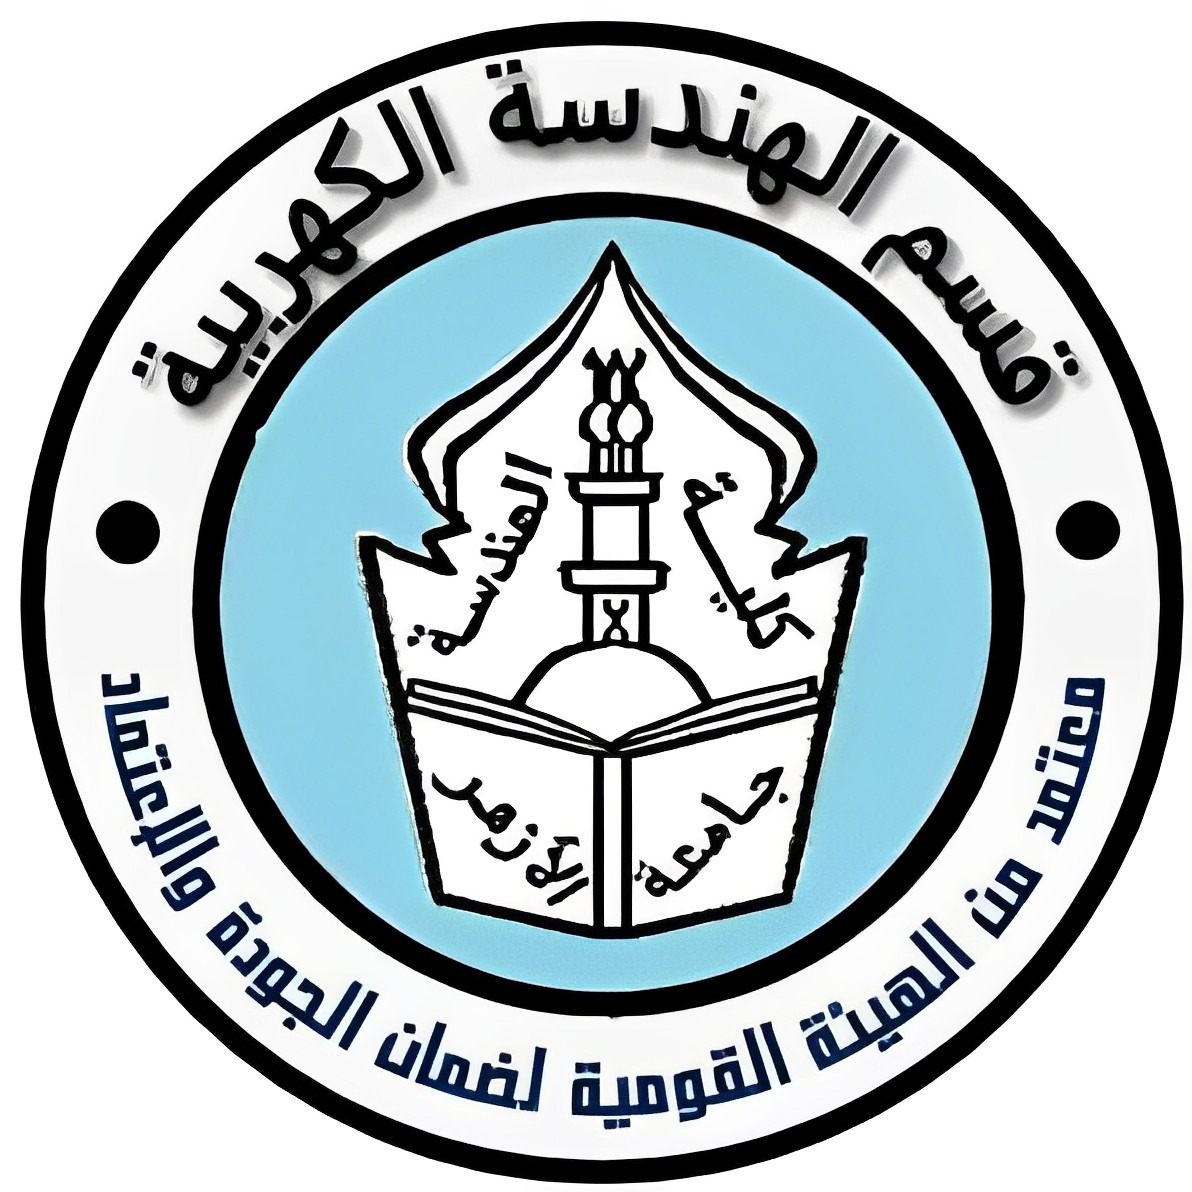 قسم الهندسة الكهربية
كلية
الهندسة
جامعة
الأزهر
معتمد من الهيئة القومية لضمان الجودة والإعتماد